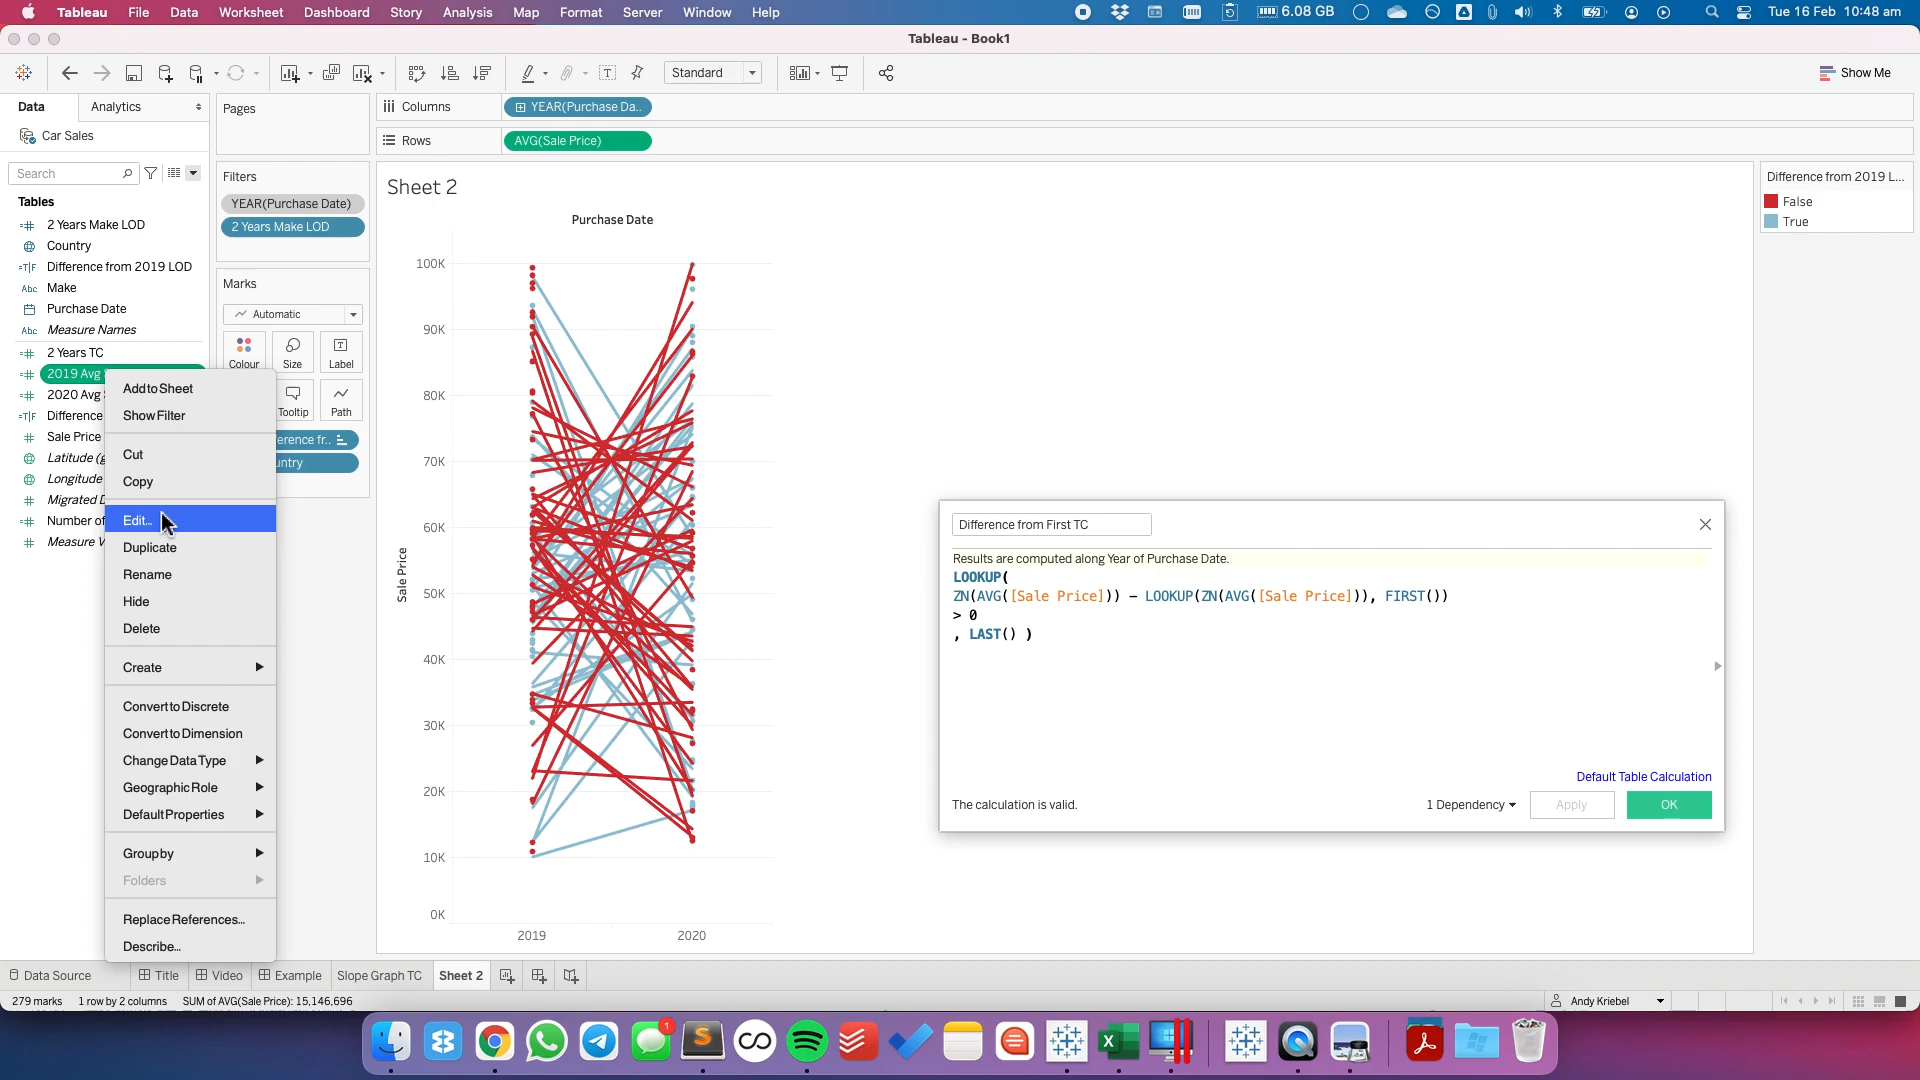 Tableau File Data Worksheet Dashboard Story Analysis Map Format Server Window Help
6.08 GB
Tue 16 Feb 10:48 am
Tableau - Book1
Standard
Show Me
Data
Analytics
Car Sales
Search
Tables
2 Years Make LOD
Country
Difference from 2019 LOD
Abc Make
Purchase Date
Abc Measure Names
2 Years TC
2019 Avg
2020 Avg
Difference
Sale Price
Latitude (g
Longitude
Migrated D
Number of
Measure V
Add to Sheet
Show Filter
Cut
Copy
Edit...
Duplicate
Rename
Hide
Delete
Create
Convert to Discrete
Convert to Dimension
Change Data Type
Geographic Role
Default Properties
Group by
Folders
Replace References...
Describe...
Pages
Filters
YEAR(Purchase Date)
2 Years Make LOD
Marks
Automatic
Colour
Size
Label
Tooltip
Path
erence fr..
untry
Columns
YEAR(Purchase Da..
Rows
AVG(Sale Price)
Sheet 2
Purchase Date
Sale Price
100K
90K
80K
70K
60K
50K
40K
30K
20K
10K
0K
2019
2020
Difference from 2019 L...
False
True
Difference from First TC
Results are computed along Year of Purchase Date.
LOOKUP(
ZN(AVG([Sale Price])) - LOOKUP(ZN(AVG([Sale Price])), FIRST())
> 0
, LAST() )
Default Table Calculation
The calculation is valid.
1 Dependency
Apply
OK
Data Source
Title
Video
Example
Slope Graph TC
Sheet 2
279 marks
1 row by 2 columns
SUM of AVG(Sale Price): 15,146,696
Andy Kriebel
1